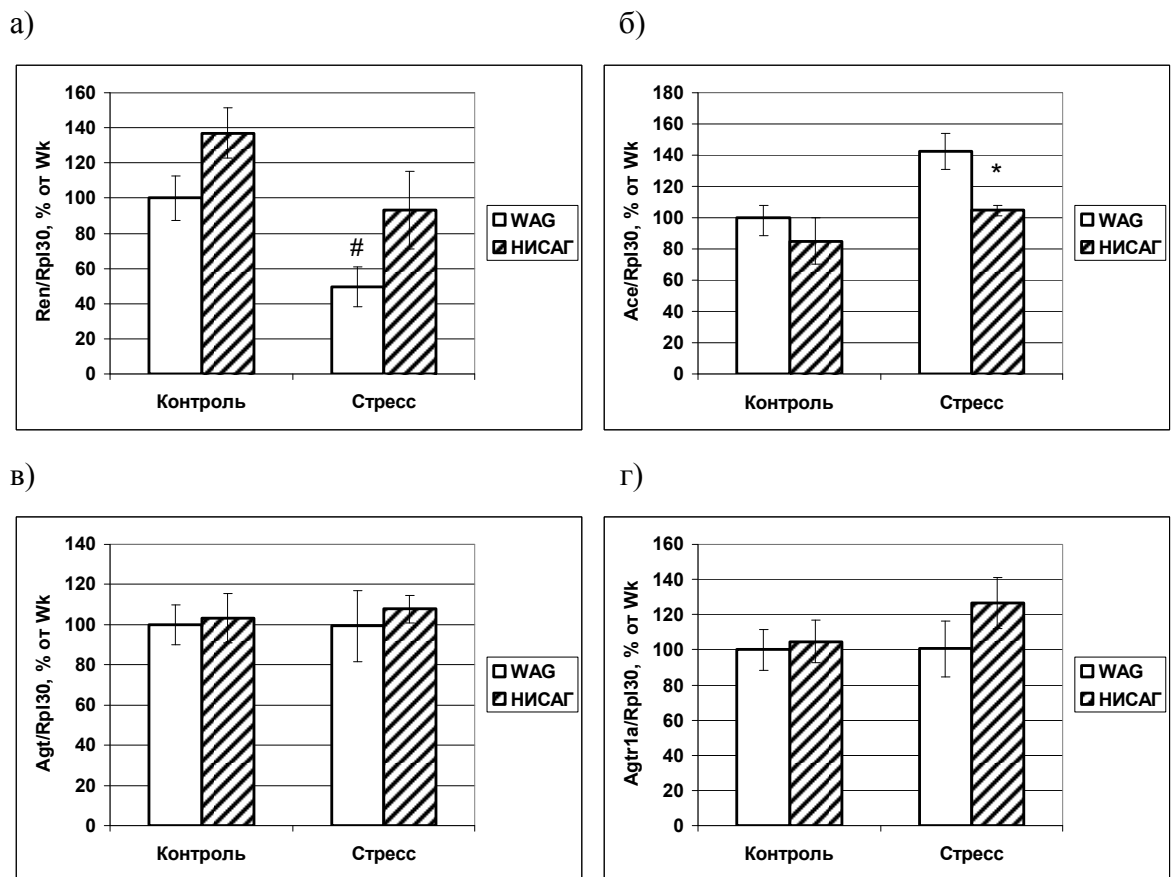 а)
Ren/Rpl30, % от Wk
160
140
120
100
80
60
40
20
0
#
Контроль
Стресс
WAG
НИСАГ
б)
Ace/Rpl30, % от Wk
180
160
140
120
100
80
60
40
20
0
*
Контроль
Стресс
WAG
НИСАГ
в)
Agt/Rpl30, % от Wk
140
120
100
80
60
40
20
0
Контроль
Стресс
WAG
НИСАГ
г)
Agtr1a/Rpl30, % от Wk
160
140
120
100
80
60
40
20
0
Контроль
Стресс
WAG
НИСАГ